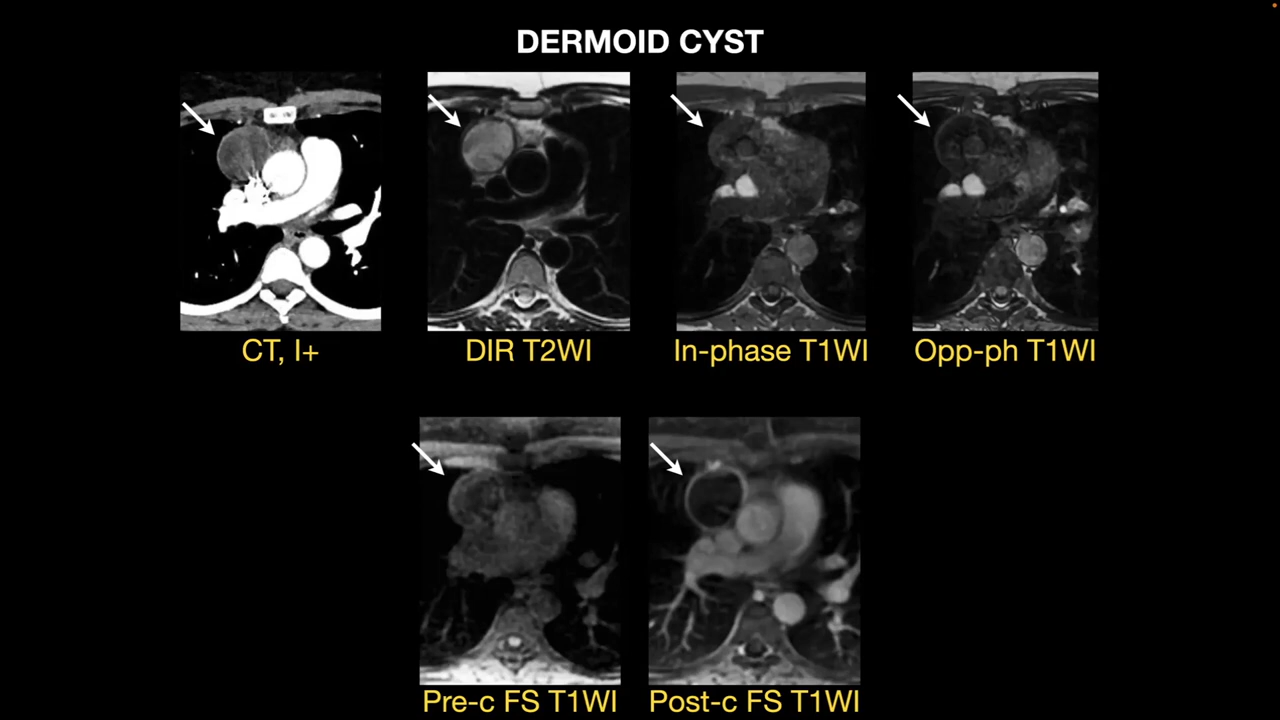 DERMOID CYST
CT, I+
DIR T2WI
In-phase T1WI
Opp-ph T1WI
Pre-c FS T1WI
Post-c FS T1WI